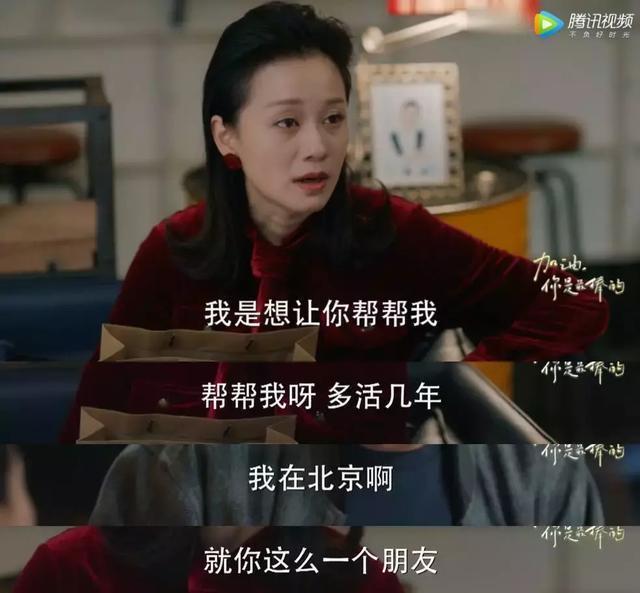 腾讯视频
不负好时光
加油
你是最棒的
我是想让你帮帮我
你是最棒的
帮帮我呀 多活几年
你是最棒的
我在北京啊
你是最棒的
就你这么一个朋友